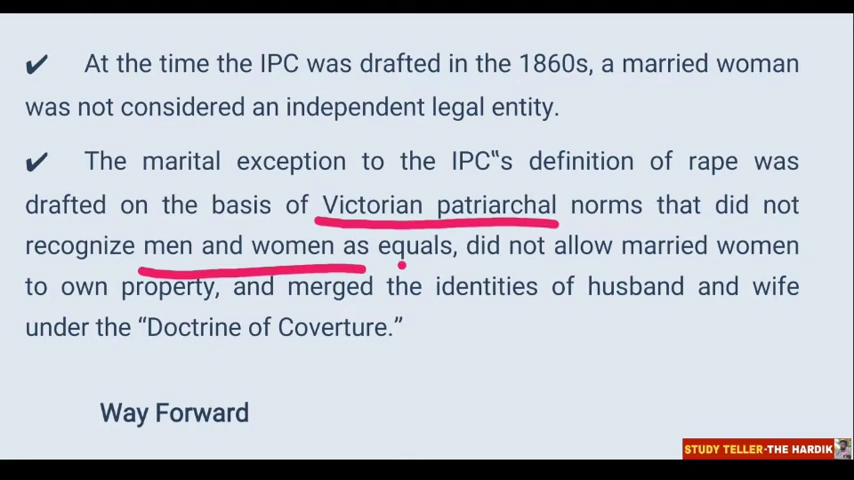 ✔ At the time the IPC was drafted in the 1860s, a married woman
was not considered an independent legal entity.
✔ The marital exception to the IPC‟s definition of rape was
drafted on the basis of Victorian patriarchal norms that did not
recognize men and women as equals, did not allow married women
to own property, and merged the identities of husband and wife
under the “Doctrine of Coverture.”
Way Forward
STUDY TELLER-THE HARDIK